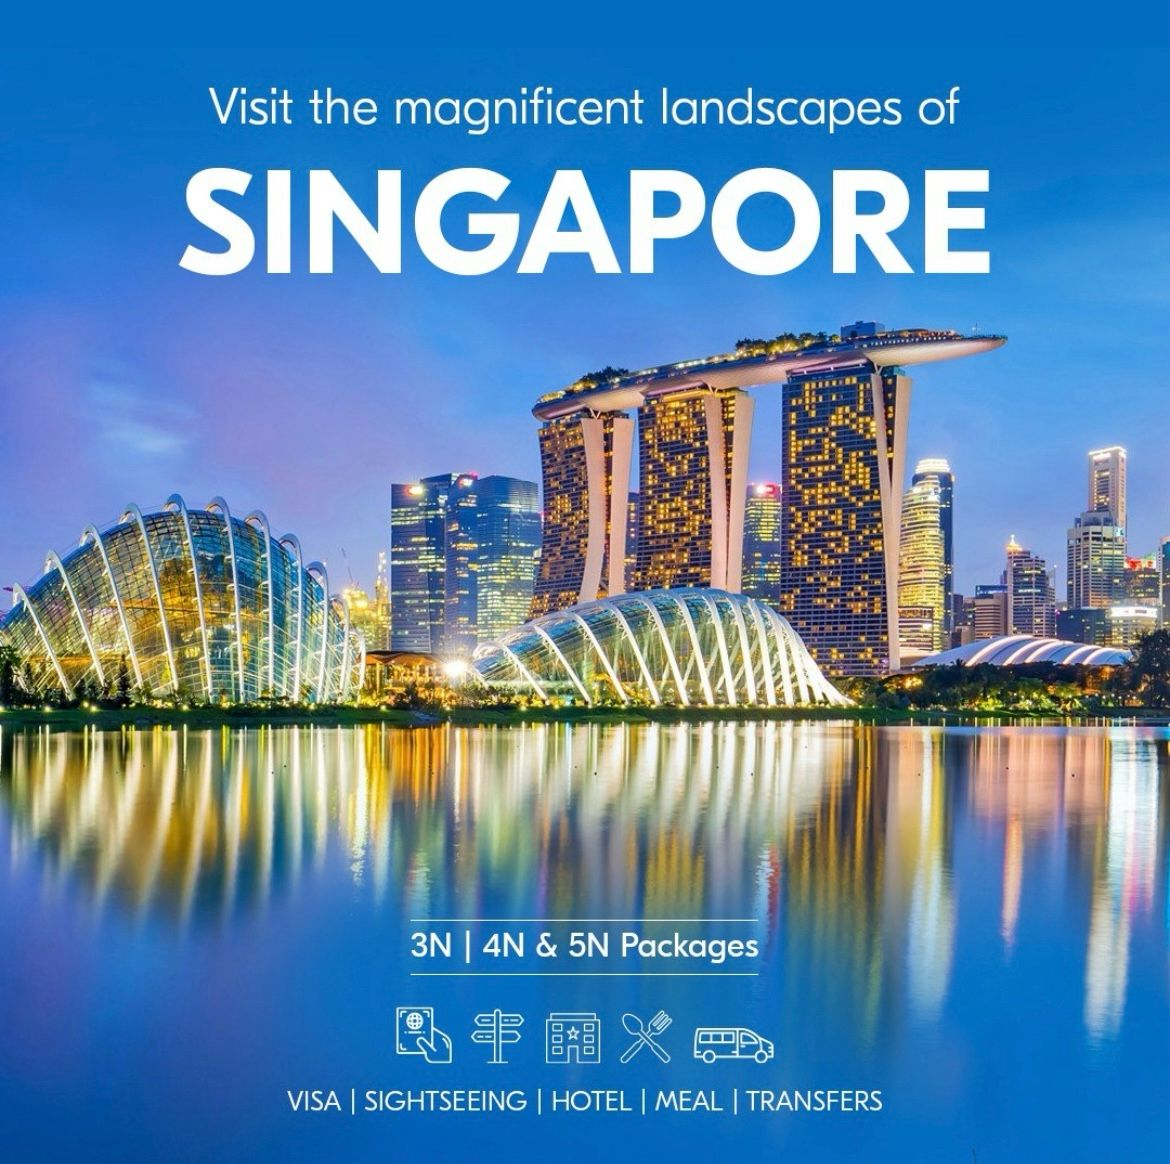 Visit the magnificent landscapes of
SINGAPORE
3N | 4N & 5N Packages
VISA | SIGHTSEEING | HOTEL | MEAL | TRANSFERS